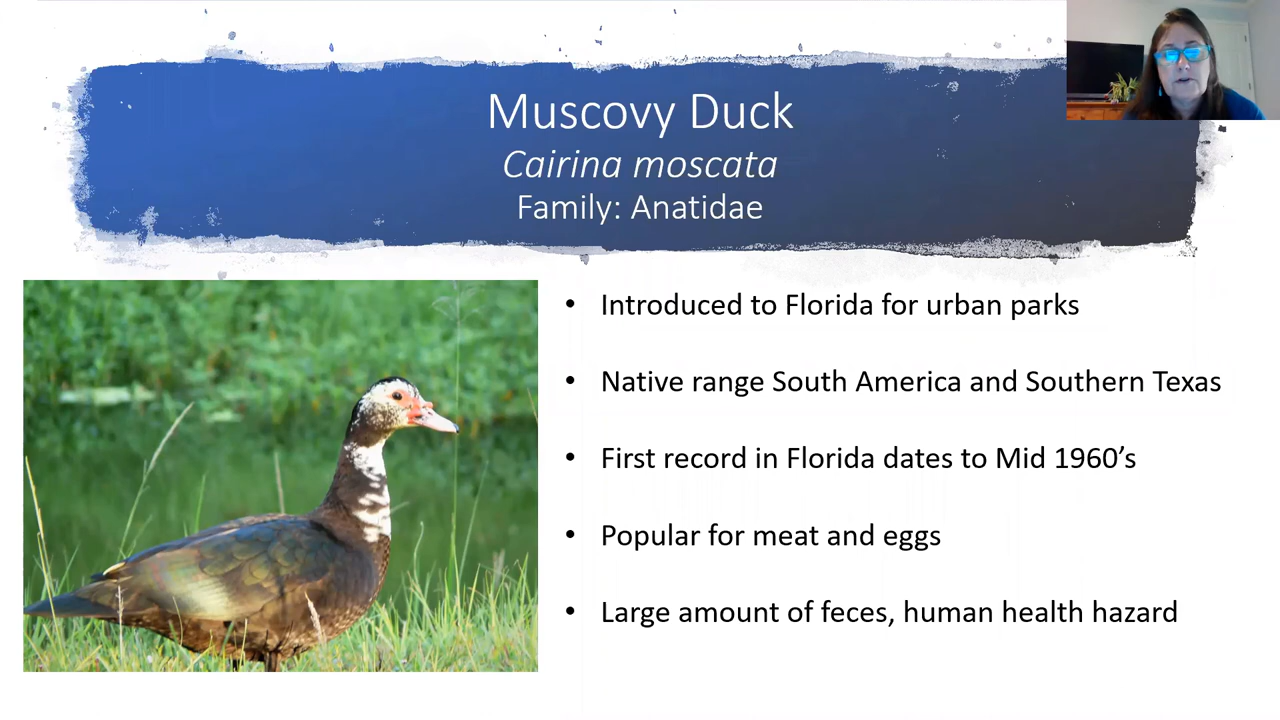 Muscovy Duck
Cairina moscata
Family: Anatidae
• Introduced to Florida for urban parks
• Native range South America and Southern Texas
• First record in Florida dates to Mid 1960’s
• Popular for meat and eggs
• Large amount of feces, human health hazard